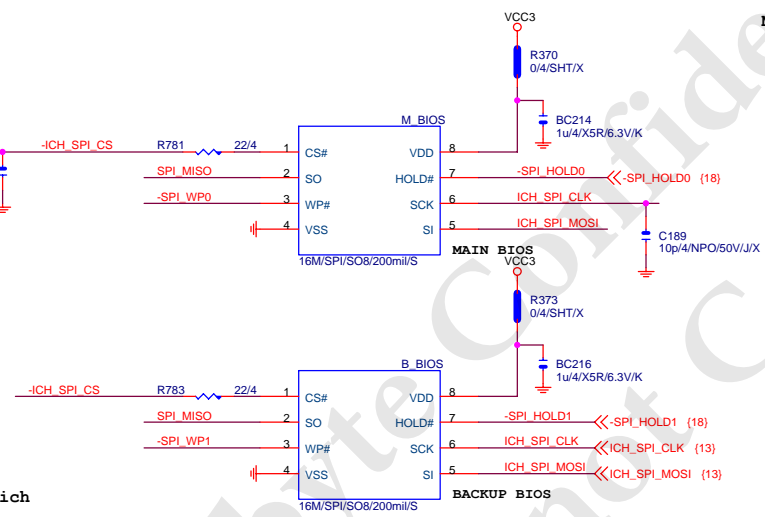 VCC3
R370
0/4/SHT/X
M_BIOS
BC214
1u/4/X5R/6.3V/K
-ICH_SPI_CS R781 22/4 1 CS# VDD 8
SPI_MISO 2 SO HOLD# 7 -SPI_HOLD0 -SPI_HOLD0 {18}
-SPI_WP0 3 WP# SCK 6 ICH_SPI_CLK
4 VSS SI 5 ICH_SPI_MOSI
C189
10p/4/NPO/50V/J/X
MAIN BIOS
16M/SPI/SO8/200mil/S
VCC3
R373
0/4/SHT/X
B_BIOS
BC216
1u/4/X5R/6.3V/K
-ICH_SPI_CS R783 22/4 1 CS# VDD 8
SPI_MISO 2 SO HOLD# 7 -SPI_HOLD1 -SPI_HOLD1 {18}
-SPI_WP1 3 WP# SCK 6 ICH_SPI_CLK ICH_SPI_CLK {13}
4 VSS SI 5 ICH_SPI_MOSI ICH_SPI_MOSI {13}
BACKUP BIOS
ich
16M/SPI/SO8/200mil/S